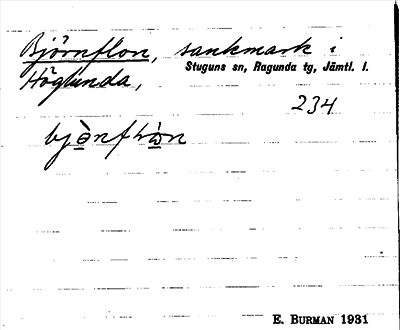 Björnflon, sankmark i
Höglunda, Stuguns sn, Ragunda tg, Jämtl. l.
234
E. BURMAN 1931